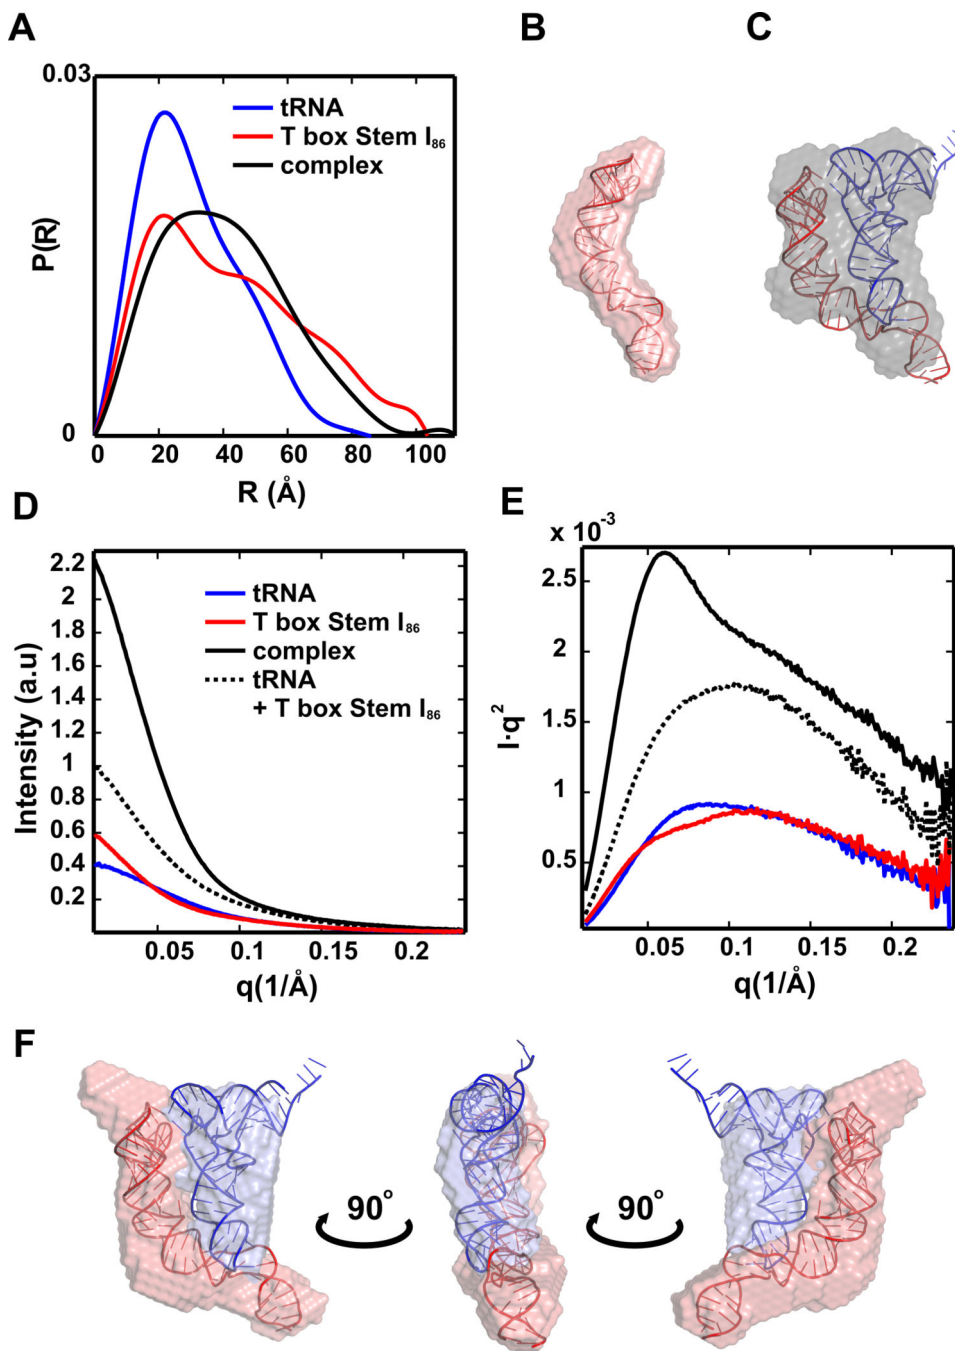 A
B
C
0.03
tRNA
T box Stem I₈₆
complex
P(R)
0
0 20 40 60 80 100
R (Å)
D
E
x 10⁻³
2.2
2
1.8
1.6
1.4
1.2
1
0.8
0.6
0.4
0.2
tRNA
T box Stem I₈₆
complex
tRNA
+ T box Stem I₈₆
Intensity (a.u)
0.05 0.1 0.15 0.2
q(1/Å)
2.5
2
1.5
1
0.5
I·q²
0.05 0.1 0.15 0.2
q(1/Å)
F
90°
90°